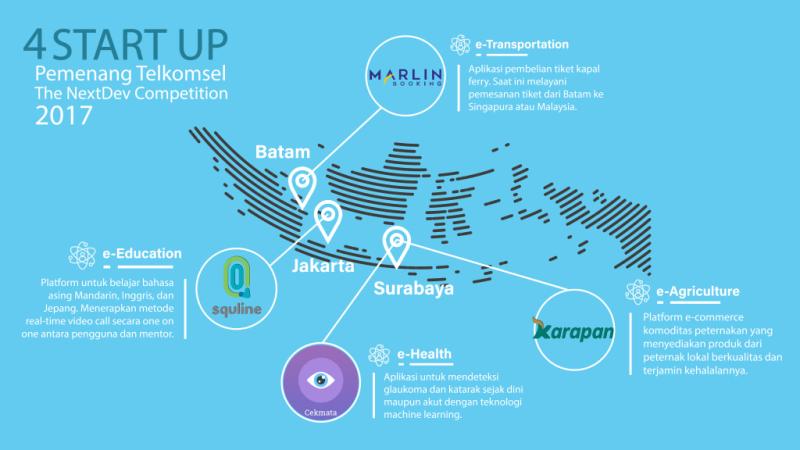 4 START UP
Pemenang Telkomsel
The NextDev Competition
2017
MARLIN
BOOKING
e-Transportation
Aplikasi pembelian tiket kapal
ferry. Saat ini melayani
pemesanan tiket dari Batam ke
Singapura atau Malaysia.
Batam
Jakarta
Surabaya
e-Education
Platform untuk belajar bahasa
asing Mandarin, Inggris, dan
Jepang. Menerapkan metode
real-time video call secara one on
one antara pengguna dan mentor.
squline
Cekmata
e-Health
Aplikasi untuk mendeteksi
glaukoma dan katarak sejak dini
maupun akut dengan teknologi
machine learning.
Karapan
e-Agriculture
Platform e-commerce
komoditas peternakan yang
menyediakan produk dari
peternak lokal berkualitas dan
terjamin kehalalannya.